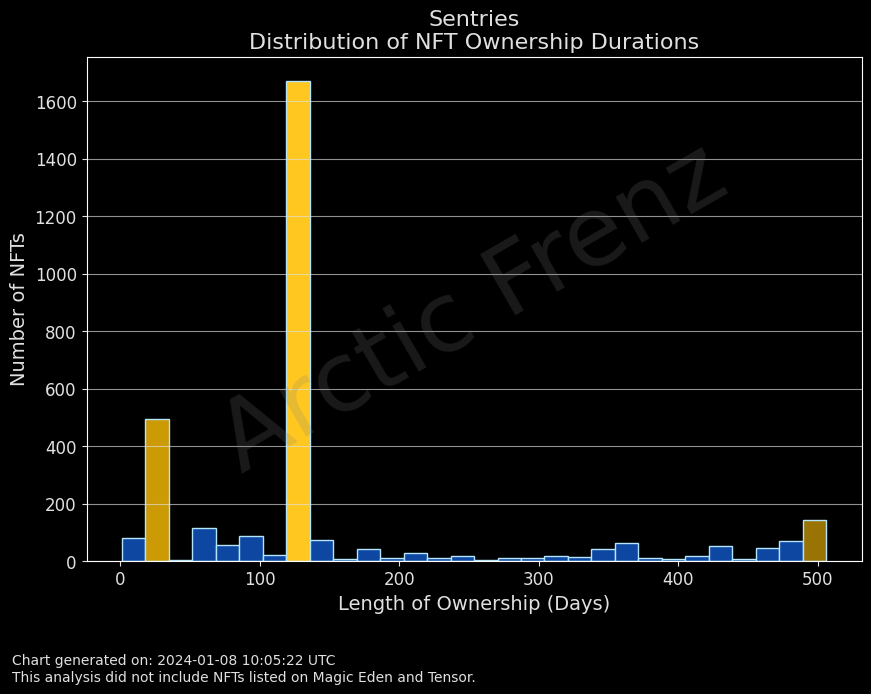 Sentries
Distribution of NFT Ownership Durations
Number of NFTs
1600
1400
1200
1000
800
600
400
200
0
Arctic Frenz
0 100 200 300 400 500
Length of Ownership (Days)
Chart generated on: 2024-01-08 10:05:22 UTC
This analysis did not include NFTs listed on Magic Eden and Tensor.